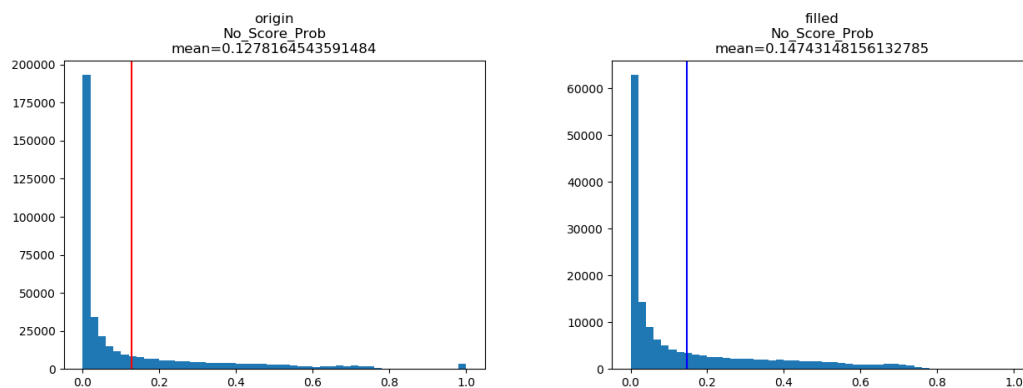 origin
No_Score_Prob
mean=0.1278164543591484
200000
175000
150000
125000
100000
75000
50000
25000
0
0.0 0.2 0.4 0.6 0.8 1.0
filled
No_Score_Prob
mean=0.14743148156132785
60000
50000
40000
30000
20000
10000
0
0.0 0.2 0.4 0.6 0.8 1.0